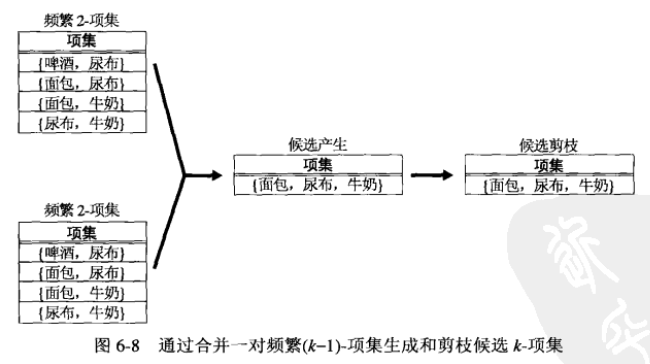 频繁2-项集
项集
{啤酒，尿布}
{面包，尿布}
{面包，牛奶}
{尿布，牛奶}
候选产生
项集
{面包，尿布，牛奶}
候选剪枝
项集
{面包，尿布，牛奶}
频繁2-项集
项集
{啤酒，尿布}
{面包，尿布}
{面包，牛奶}
{尿布，牛奶}
图 6-8 通过合并一对频繁(k−1)-项集生成和剪枝候选 k-项集